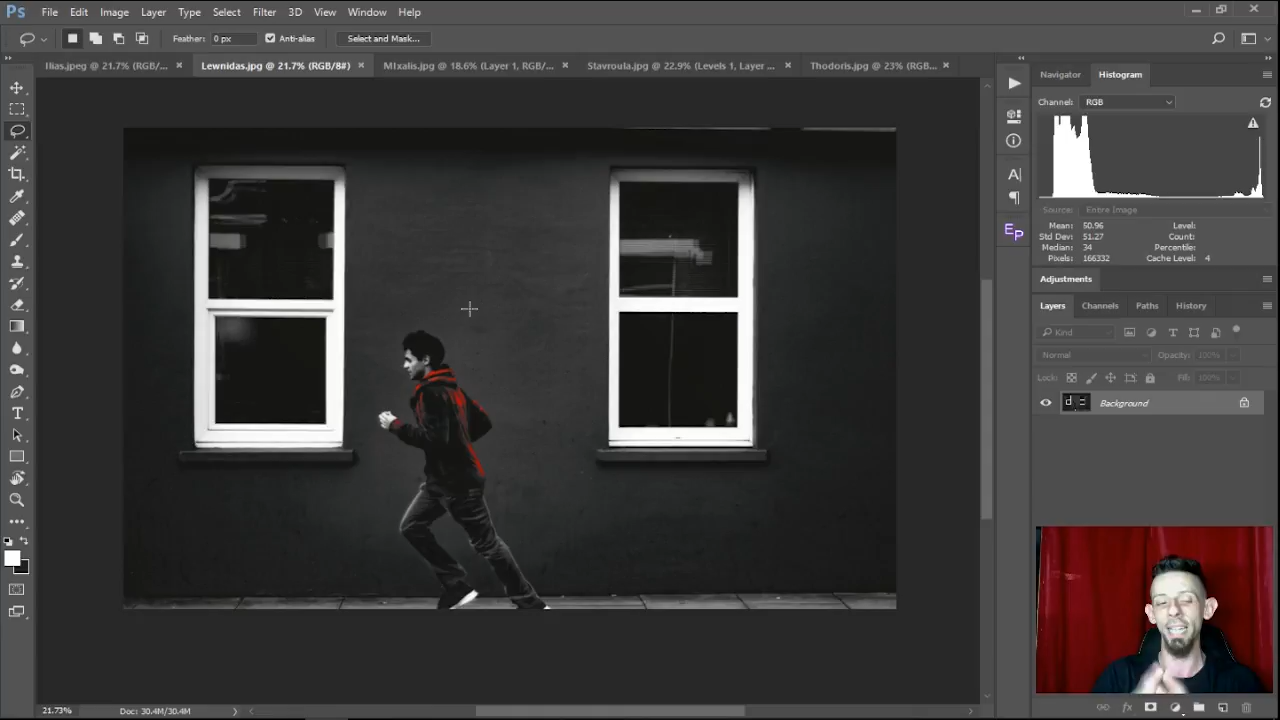 Ps File Edit Image Layer Type Select Filter 3D View Window Help
Feather: 0 px Anti-alias Select and Mask...
Ilias.jpeg @ 21.7% (RGB/... Lewnidas.jpg @ 21.7% (RGB/8#) MIxalis.jpg @ 18.6% (Layer 1, RGB/... Stavroula.jpg @ 22.9% (Levels 1, Layer ... Thodoris.jpg @ 23% (RGB...
Navigator Histogram
Channel: RGB
Source: Entire Image
Mean: 50.96 Level:
Std Dev: 51.27 Count:
Median: 34 Percentile:
Pixels: 166332 Cache Level: 4
Ep
Adjustments
Layers Channels Paths History
Kind
Normal Opacity: 100%
Lock: Fill: 100%
Background
fx
21.73% Doc: 30.4M/30.4M